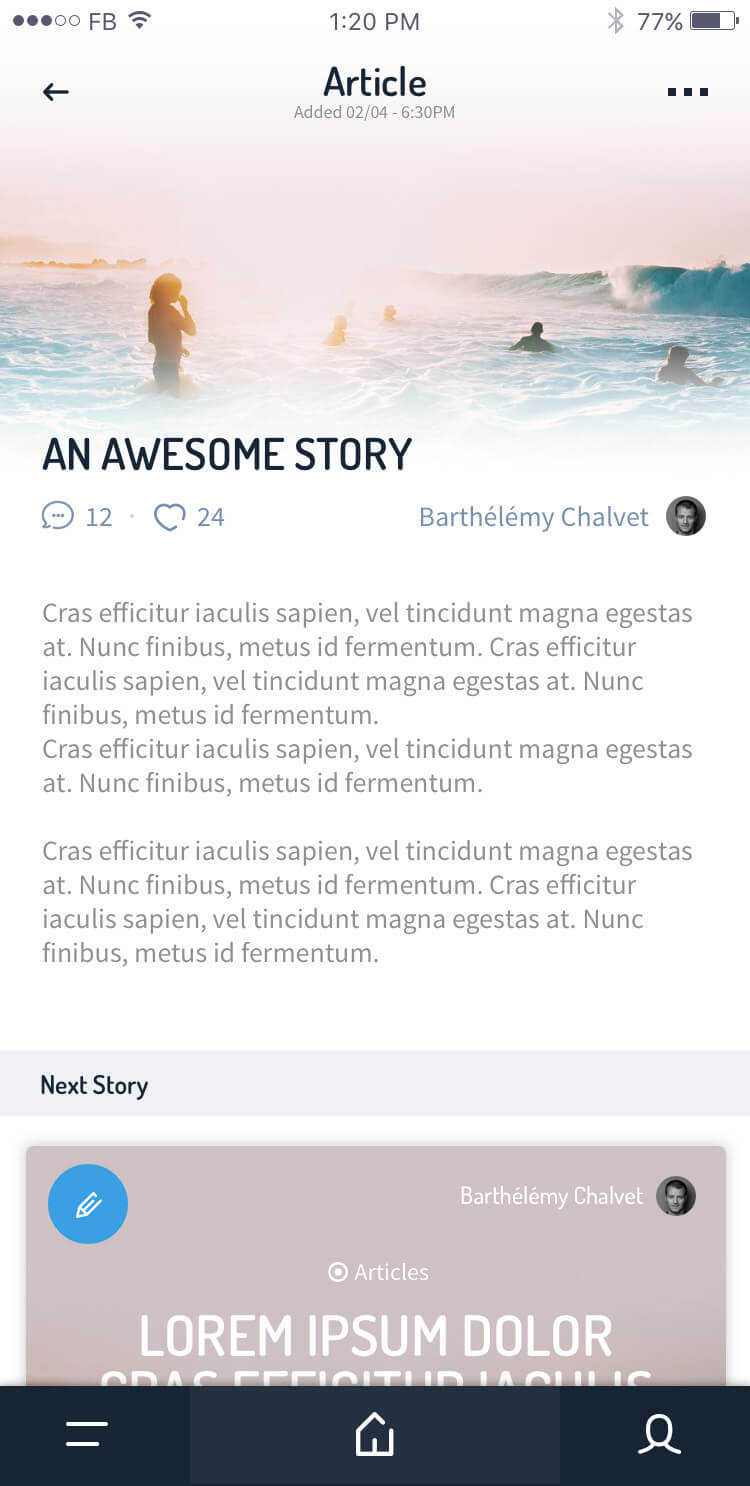 FB 1:20 PM 77%
Article
Added 02/04 - 6:30PM
AN AWESOME STORY
12 · 24 Barthélémy Chalvet
Cras efficitur iaculis sapien, vel tincidunt magna egestas
at. Nunc finibus, metus id fermentum. Cras efficitur
iaculis sapien, vel tincidunt magna egestas at. Nunc
finibus, metus id fermentum.
Cras efficitur iaculis sapien, vel tincidunt magna egestas
at. Nunc finibus, metus id fermentum.
Cras efficitur iaculis sapien, vel tincidunt magna egestas
at. Nunc finibus, metus id fermentum. Cras efficitur
iaculis sapien, vel tincidunt magna egestas at. Nunc
finibus, metus id fermentum.
Next Story
Barthélémy Chalvet
Articles
LOREM IPSUM DOLOR
CRAS EFFICITUR IACULIS